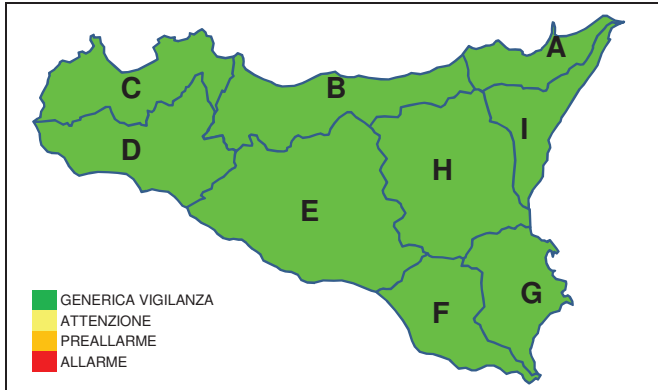 A
B
C
I
D
H
E
G
F
GENERICA VIGILANZA
ATTENZIONE
PREALLARME
ALLARME